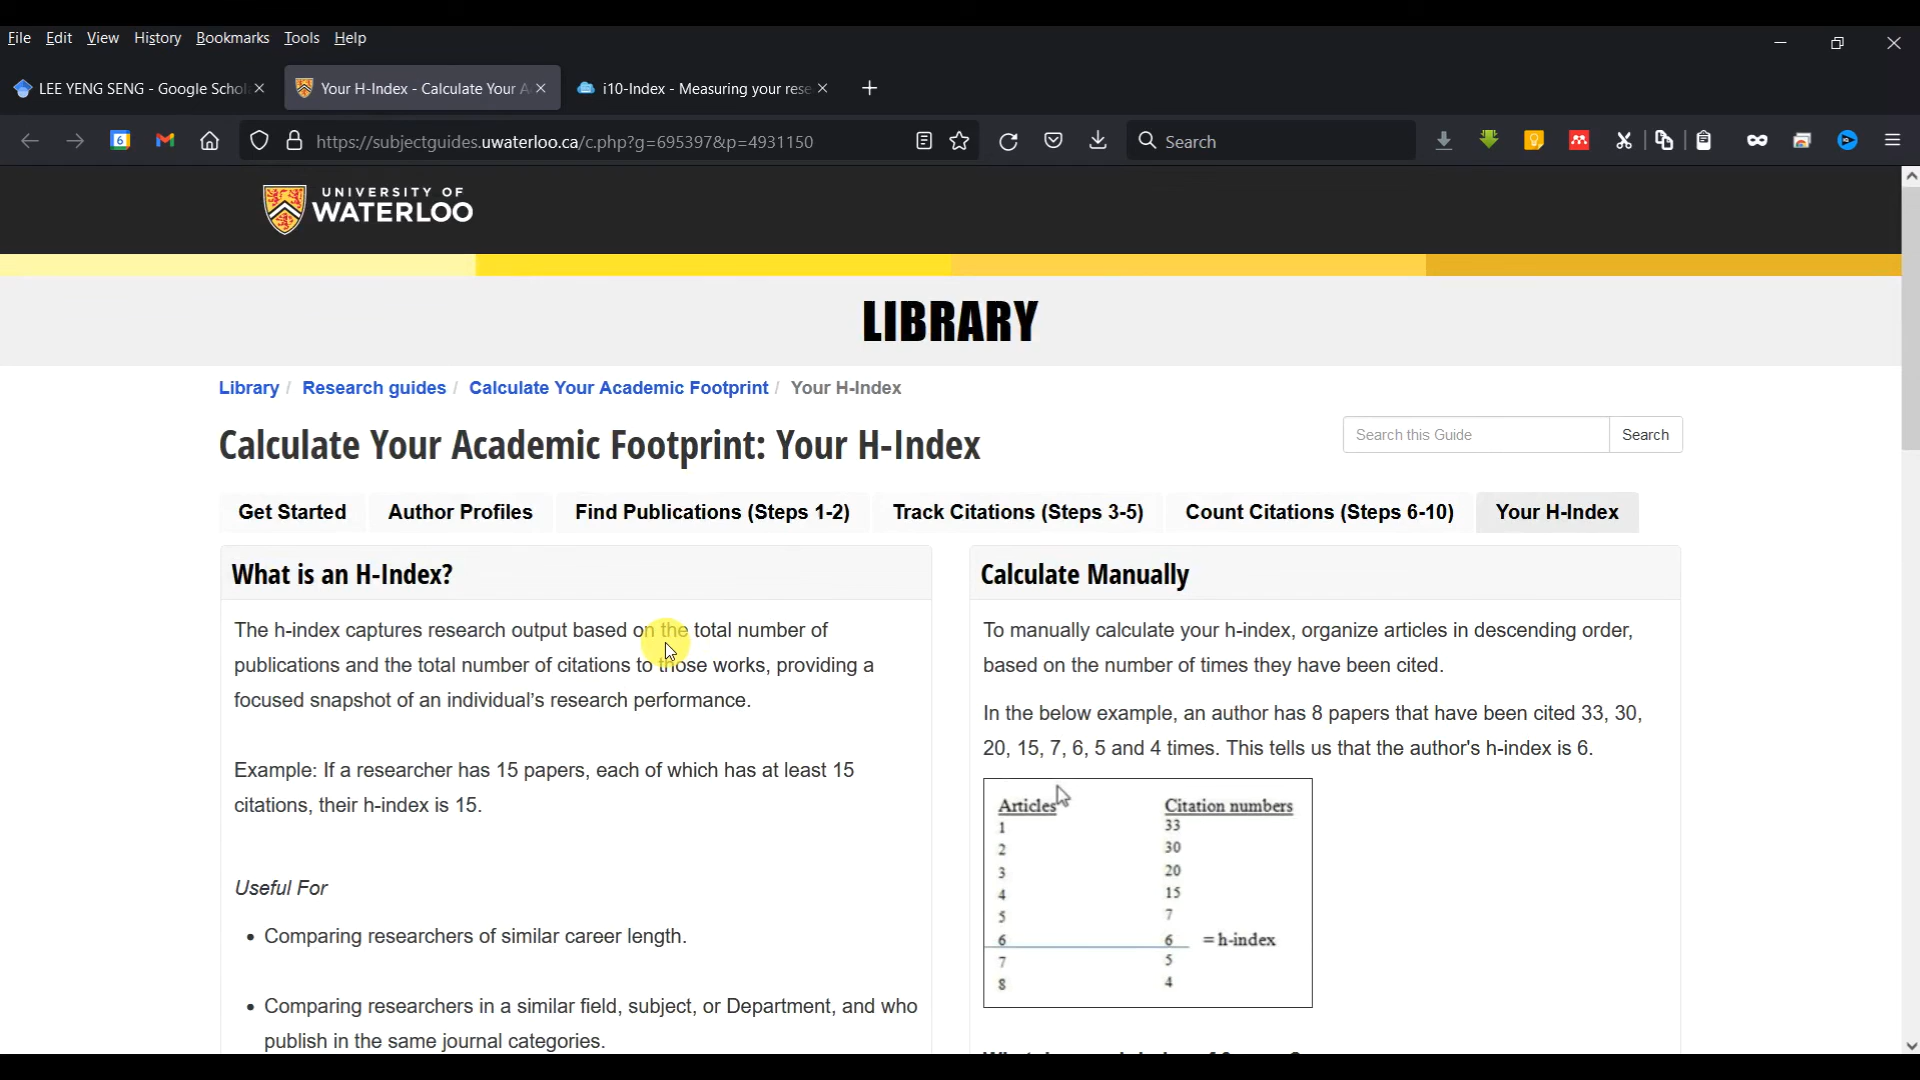 File Edit View History Bookmarks Tools Help
LEE YENG SENG - Google Schol
Your H-Index - Calculate Your A
i10-Index - Measuring your rese
https://subjectguides.uwaterloo.ca/c.php?g=695397&p=4931150
Search
UNIVERSITY OF
WATERLOO
LIBRARY
Library / Research guides / Calculate Your Academic Footprint / Your H-Index
Calculate Your Academic Footprint: Your H-Index
Search this Guide Search
Get Started Author Profiles Find Publications (Steps 1-2) Track Citations (Steps 3-5) Count Citations (Steps 6-10) Your H-Index
What is an H-Index?
The h-index captures research output based on the total number of
publications and the total number of citations to those works, providing a
focused snapshot of an individual's research performance.
Example: If a researcher has 15 papers, each of which has at least 15
citations, their h-index is 15.
Useful For
• Comparing researchers of similar career length.
• Comparing researchers in a similar field, subject, or Department, and who
publish in the same journal categories.
Calculate Manually
To manually calculate your h-index, organize articles in descending order,
based on the number of times they have been cited.
In the below example, an author has 8 papers that have been cited 33, 30,
20, 15, 7, 6, 5 and 4 times. This tells us that the author's h-index is 6.
Articles Citation numbers
1 33
2 30
3 20
4 15
5 7
6 6 = h-index
7 5
8 4